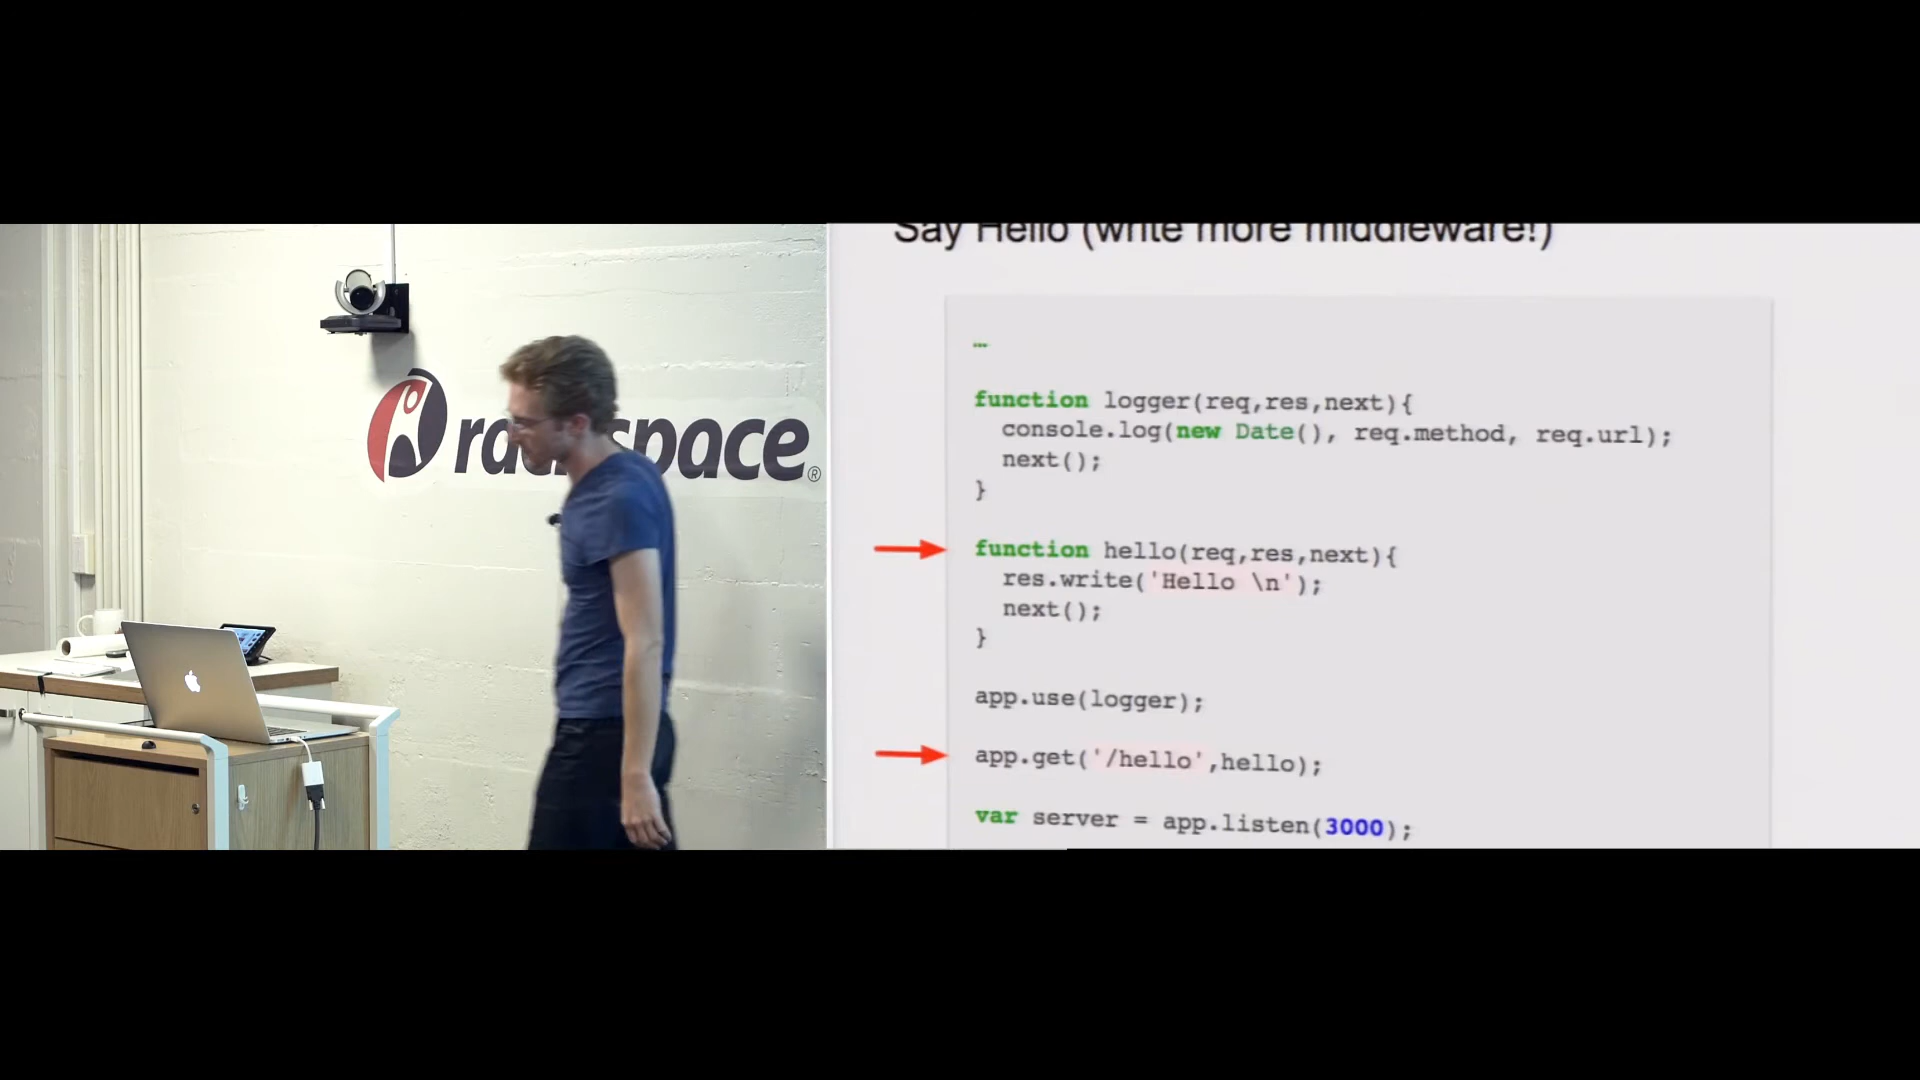 rackspace®
Say Hello (write more middleware!)
…
function logger(req,res,next){
console.log(new Date(), req.method, req.url);
next();
}
function hello(req,res,next){
res.write('Hello \n');
next();
}
app.use(logger);
app.get('/hello',hello);
var server = app.listen(3000);